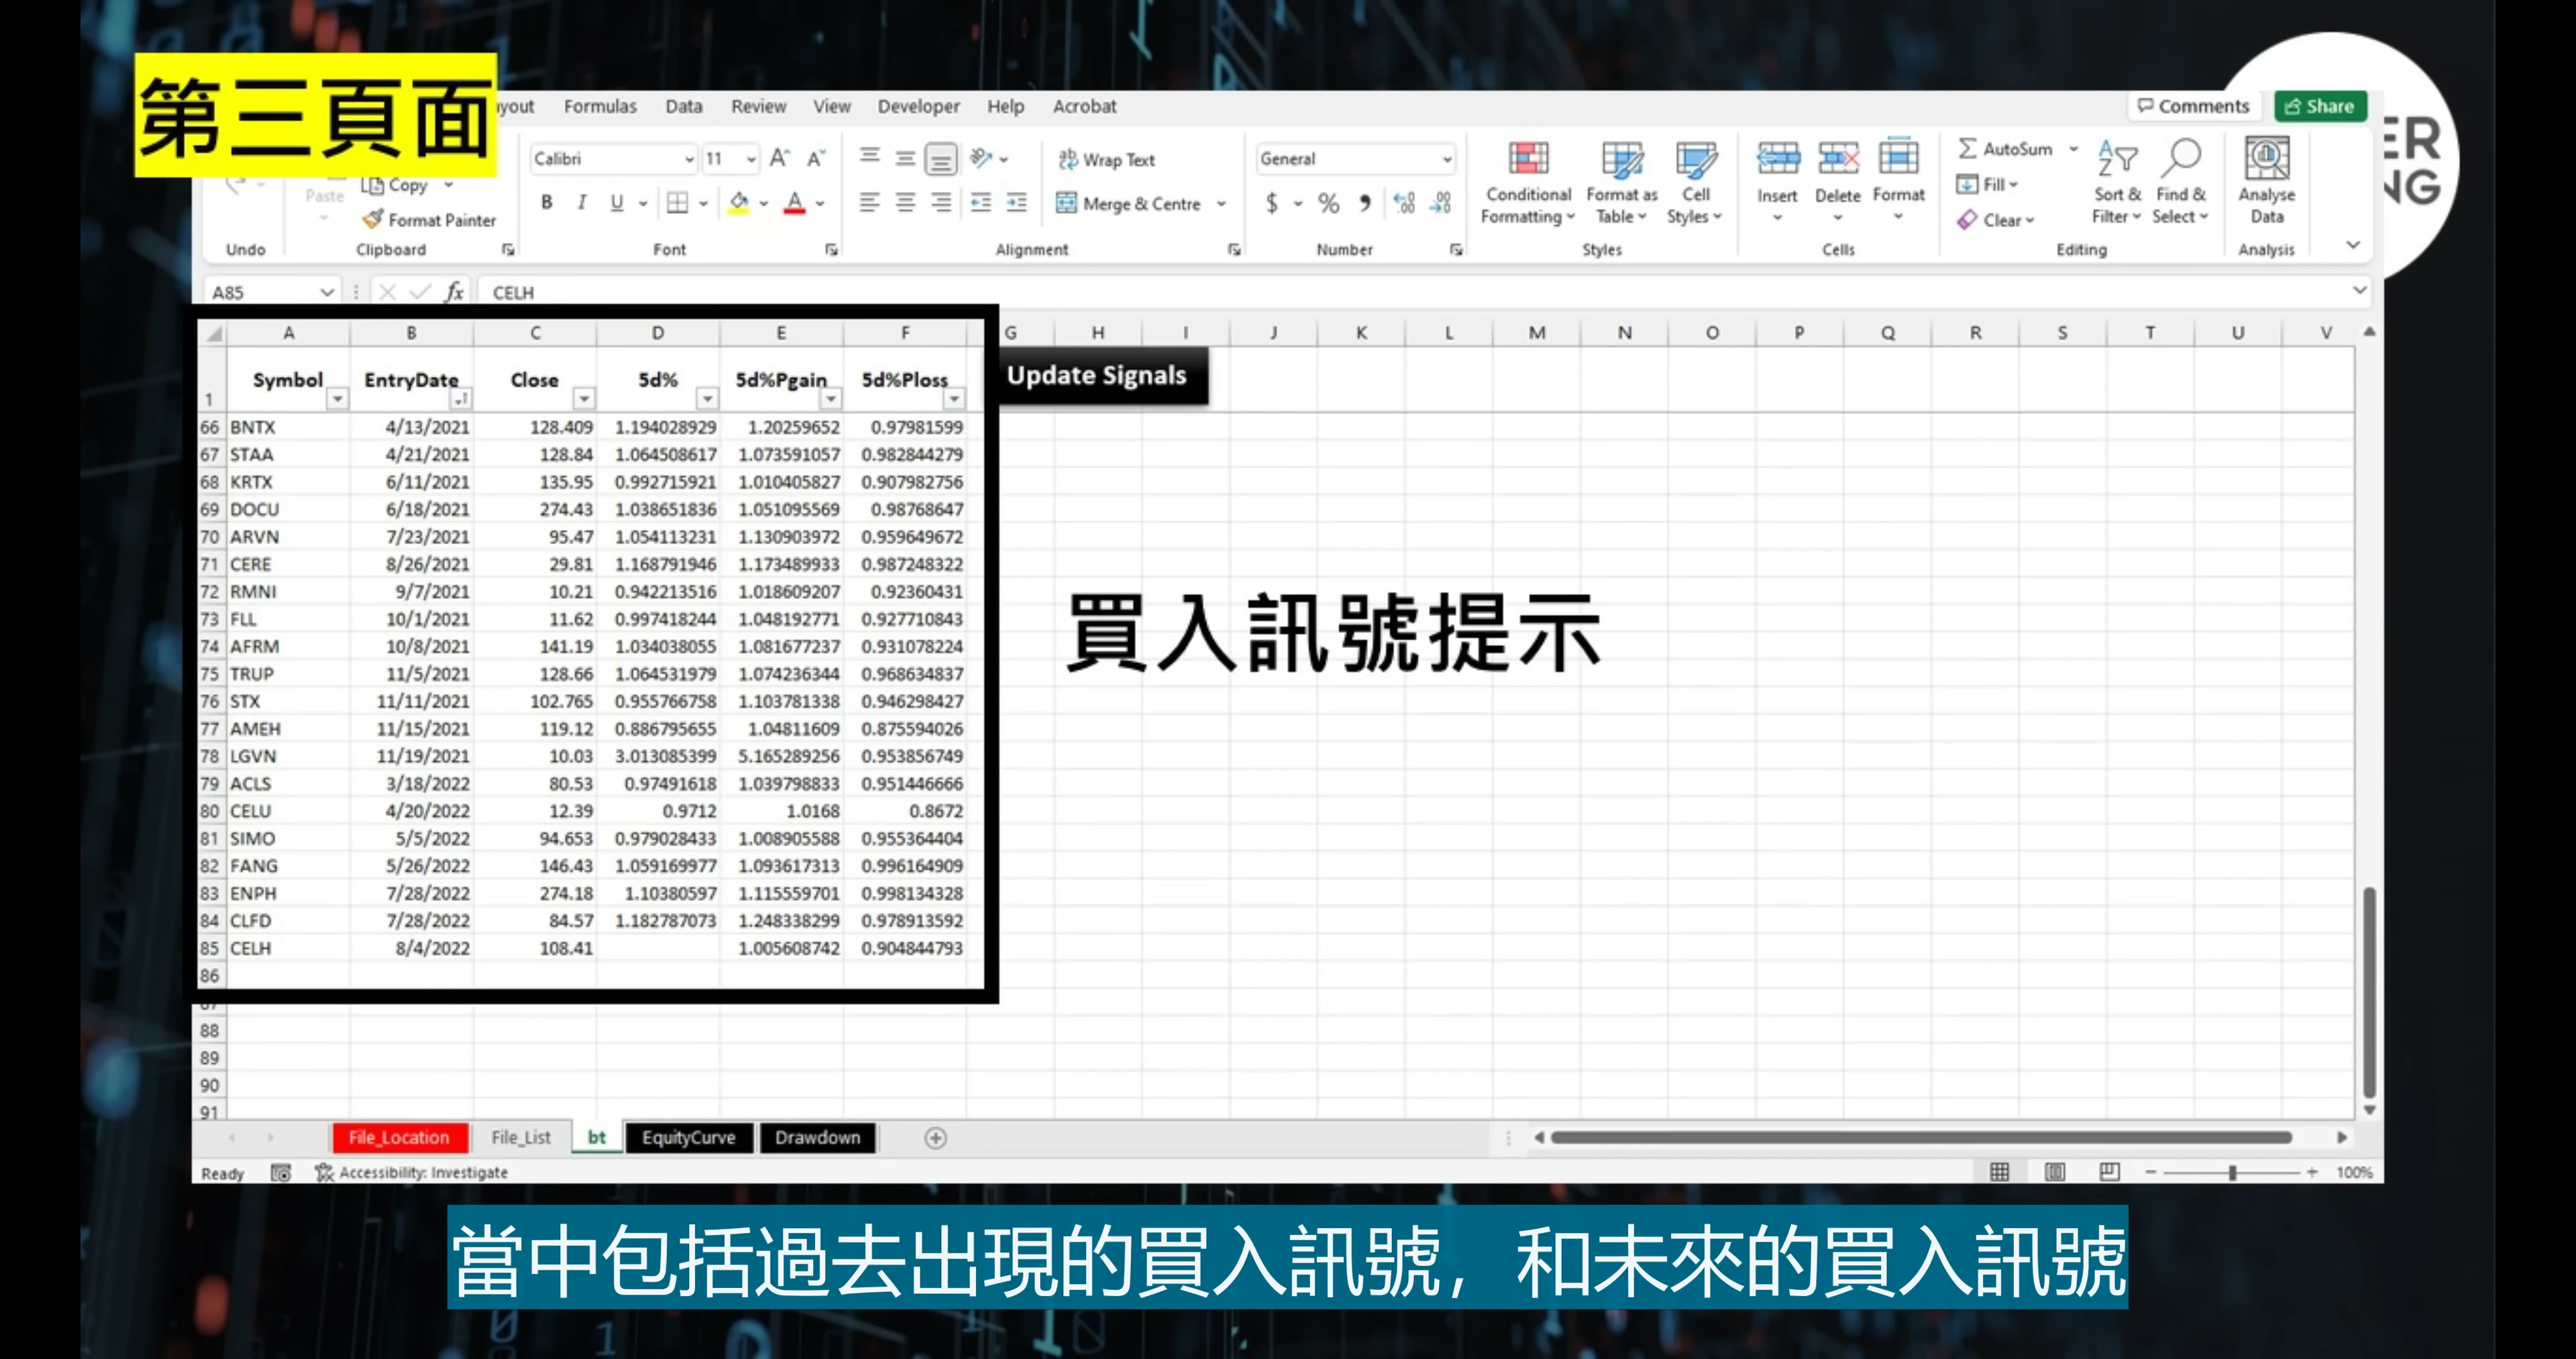 第三頁面
ER
NG
yout Formulas Data Review View Developer Help Acrobat Comments Share
Paste Copy Format Painter
Calibri 11 B I U
Wrap Text Merge & Centre
General $ %
Conditional Formatting Format as Table Cell Styles
Insert Delete Format
AutoSum Fill Clear Sort & Filter Find & Select
Analyse Data
Undo Clipboard Font Alignment Number Styles Cells Editing Analysis
A85 fx CELH
A B C D E F G H I J K L M N O P Q R S T U V
1 Symbol EntryDate Close 5d% 5d%Pgain 5d%Ploss Update Signals
66 BNTX 4/13/2021 128.409 1.194028929 1.20259652 0.97981599
67 STAA 4/21/2021 128.84 1.064508617 1.073591057 0.982844279
68 KRTX 6/11/2021 135.95 0.992715921 1.010405827 0.907982756
69 DOCU 6/18/2021 274.43 1.038651836 1.051095569 0.98768647
70 ARVN 7/23/2021 95.47 1.054113231 1.130903972 0.959649672
71 CERE 8/26/2021 29.81 1.168791946 1.173489933 0.987248322
72 RMNI 9/7/2021 10.21 0.942213516 1.018609207 0.92360431
73 FLL 10/1/2021 11.62 0.997418244 1.048192771 0.927710843
74 AFRM 10/8/2021 141.19 1.034038055 1.081677237 0.931078224
75 TRUP 11/5/2021 128.66 1.064531979 1.074236344 0.968634837
76 STX 11/11/2021 102.765 0.955766758 1.103781338 0.946298427
77 AMEH 11/15/2021 119.12 0.886795655 1.04811609 0.875594026
78 LGVN 11/19/2021 10.03 3.013085399 5.165289256 0.953856749
79 ACLS 3/18/2022 80.53 0.97491618 1.039798833 0.951446666
80 CELU 4/20/2022 12.39 0.9712 1.0168 0.8672
81 SIMO 5/5/2022 94.653 0.979028433 1.008905588 0.955364404
82 FANG 5/26/2022 146.43 1.059169977 1.093617313 0.996164909
83 ENPH 7/28/2022 274.18 1.10380597 1.115559701 0.998134328
84 CLFD 7/28/2022 84.57 1.182787073 1.248338299 0.978913592
85 CELH 8/4/2022 108.41 1.005608742 0.904844793
86
88
89
90
91
買入訊號提示
File_Location File_List bt EquityCurve Drawdown
Ready Accessibility: Investigate 100%
當中包括過去出現的買入訊號，和未來的買入訊號